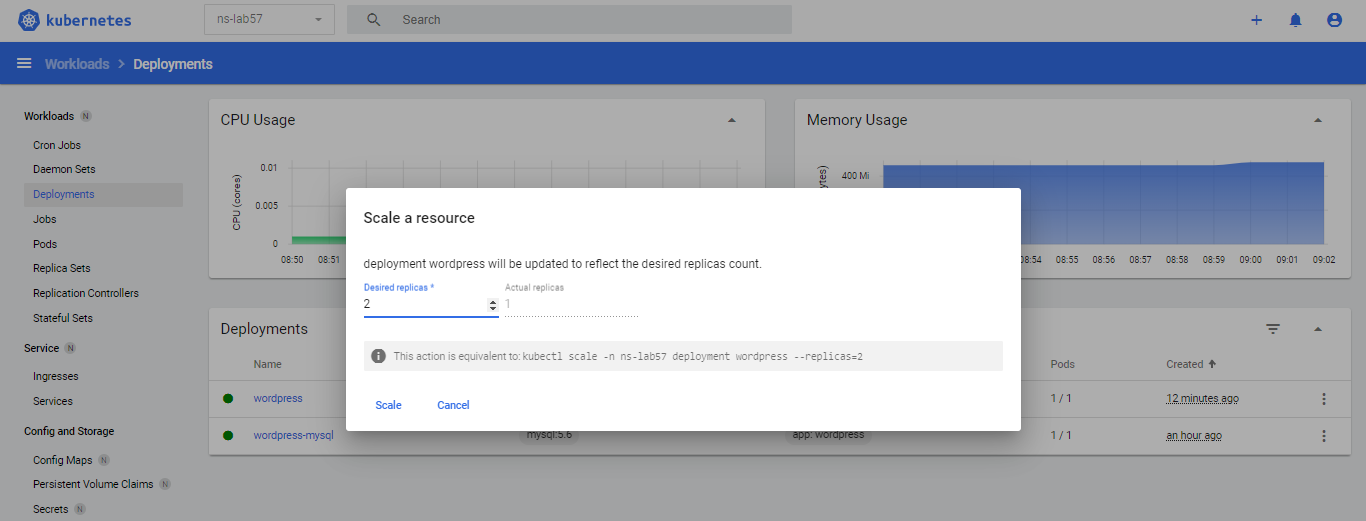 kubernetes
ns-lab57
Search
Workloads > Deployments
Workloads N
Cron Jobs
Daemon Sets
Deployments
Jobs
Pods
Replica Sets
Replication Controllers
Stateful Sets
Service N
Ingresses
Services
Config and Storage
Config Maps N
Persistent Volume Claims N
Secrets N
CPU Usage
CPU (cores)
0.01
0.005
0
08:50 08:51
Memory Usage
400 Mi
08:54 08:55 08:56 08:57 08:58 08:59 09:00 09:01 09:02
Scale a resource
deployment wordpress will be updated to reflect the desired replicas count.
Desired replicas * Actual replicas
2 1
This action is equivalent to: kubectl scale -n ns-lab57 deployment wordpress --replicas=2
Scale Cancel
Deployments
Name Pods Created
wordpress 1 / 1 12 minutes ago
wordpress-mysql mysql:5.6 app: wordpress 1 / 1 an hour ago